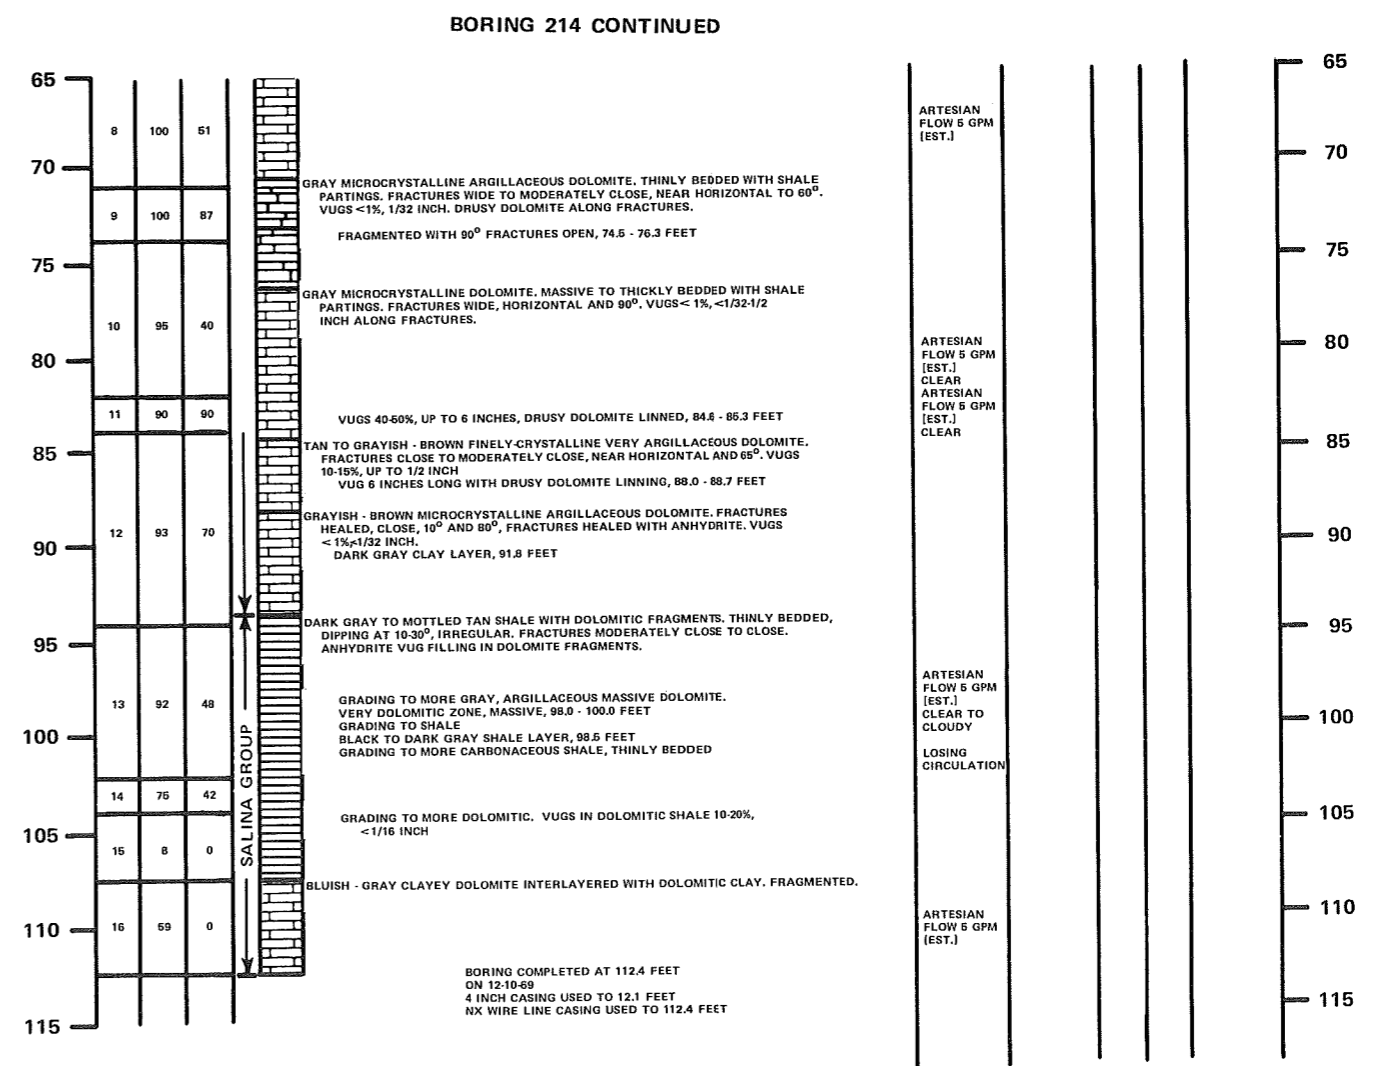 BORING 214 CONTINUED
65
70
75
80
85
90
95
100
105
110
115
8 100 51
9 100 87
10 95 40
11 90 90
12 93 70
13 92 48
14 75 42
15 8 0
16 59 0
SALINA GROUP
GRAY MICROCRYSTALLINE ARGILLACEOUS DOLOMITE. THINLY BEDDED WITH SHALE
PARTINGS. FRACTURES WIDE TO MODERATELY CLOSE, NEAR HORIZONTAL TO 60°.
VUGS <1%, 1/32 INCH. DRUSY DOLOMITE ALONG FRACTURES.
FRAGMENTED WITH 90° FRACTURES OPEN, 74.5 - 76.3 FEET
GRAY MICROCRYSTALLINE DOLOMITE. MASSIVE TO THICKLY BEDDED WITH SHALE
PARTINGS. FRACTURES WIDE, HORIZONTAL AND 90°. VUGS< 1%, <1/32-1/2
INCH ALONG FRACTURES.
VUGS 40-50%, UP TO 6 INCHES, DRUSY DOLOMITE LINNED, 84.6 - 85.3 FEET
TAN TO GRAYISH - BROWN FINELY-CRYSTALLINE VERY ARGILLACEOUS DOLOMITE.
FRACTURES CLOSE TO MODERATELY CLOSE, NEAR HORIZONTAL AND 65°. VUGS
10-15%, UP TO 1/2 INCH
VUG 6 INCHES LONG WITH DRUSY DOLOMITE LINNING, 88.0 - 88.7 FEET
GRAYISH - BROWN MICROCRYSTALLINE ARGILLACEOUS DOLOMITE. FRACTURES
HEALED, CLOSE, 10° AND 80°, FRACTURES HEALED WITH ANHYDRITE. VUGS
< 1%,<1/32 INCH.
DARK GRAY CLAY LAYER, 91.8 FEET
DARK GRAY TO MOTTLED TAN SHALE WITH DOLOMITIC FRAGMENTS. THINLY BEDDED,
DIPPING AT 10-30°, IRREGULAR. FRACTURES MODERATELY CLOSE TO CLOSE.
ANHYDRITE VUG FILLING IN DOLOMITE FRAGMENTS.
GRADING TO MORE GRAY, ARGILLACEOUS MASSIVE DOLOMITE.
VERY DOLOMITIC ZONE, MASSIVE, 98.0 - 100.0 FEET
GRADING TO SHALE
BLACK TO DARK GRAY SHALE LAYER, 98.5 FEET
GRADING TO MORE CARBONACEOUS SHALE, THINLY BEDDED
GRADING TO MORE DOLOMITIC. VUGS IN DOLOMITIC SHALE 10-20%,
<1/16 INCH
BLUISH - GRAY CLAYEY DOLOMITE INTERLAYERED WITH DOLOMITIC CLAY. FRAGMENTED.
BORING COMPLETED AT 112.4 FEET
ON 12-10-69
4 INCH CASING USED TO 12.1 FEET
NX WIRE LINE CASING USED TO 112.4 FEET
ARTESIAN
FLOW 5 GPM
[EST.]
ARTESIAN
FLOW 5 GPM
[EST.]
CLEAR
ARTESIAN
FLOW 5 GPM
[EST.]
CLEAR
ARTESIAN
FLOW 5 GPM
[EST.]
CLEAR TO
CLOUDY
LOSING
CIRCULATION
ARTESIAN
FLOW 5 GPM
[EST.]
65
70
75
80
85
90
95
100
105
110
115